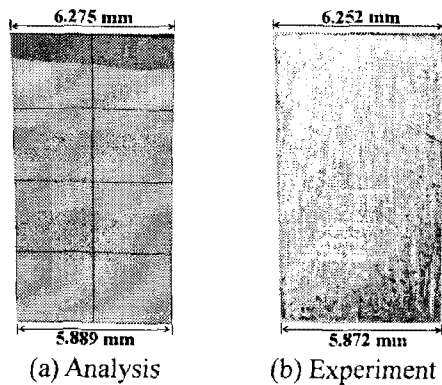 6.275 mm
6.252 mm
5.889 mm
5.872 mm
(a) Analysis
(b) Experiment